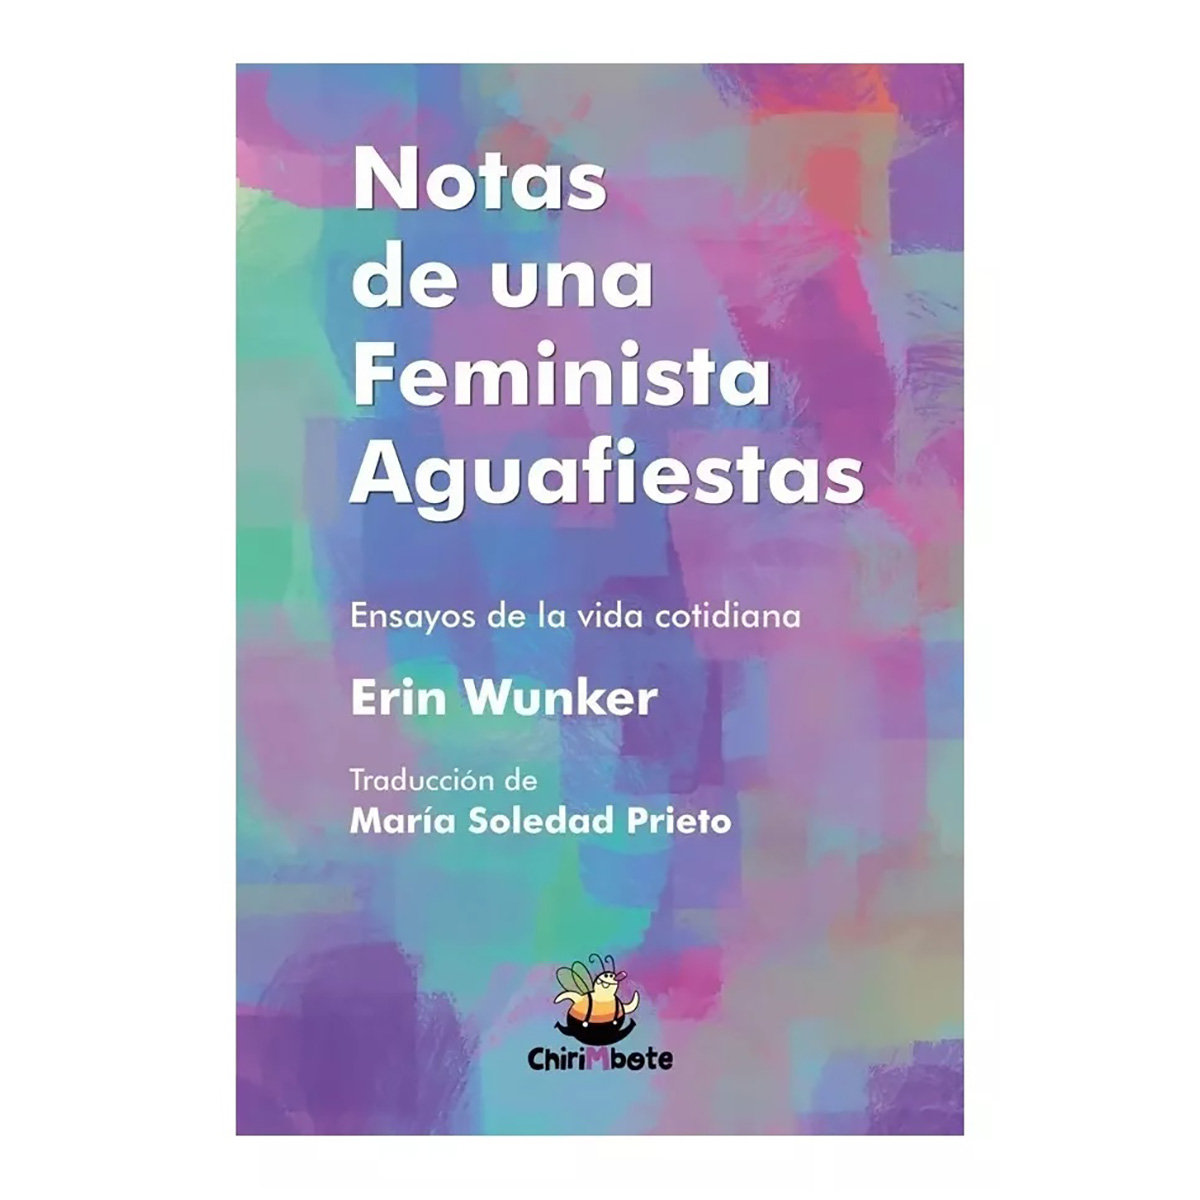 Notas
de una
Feminista
Aguafiestas
Ensayos de la vida cotidiana
Erin Wunker
Traducción de
María Soledad Prieto
ChiriMbote